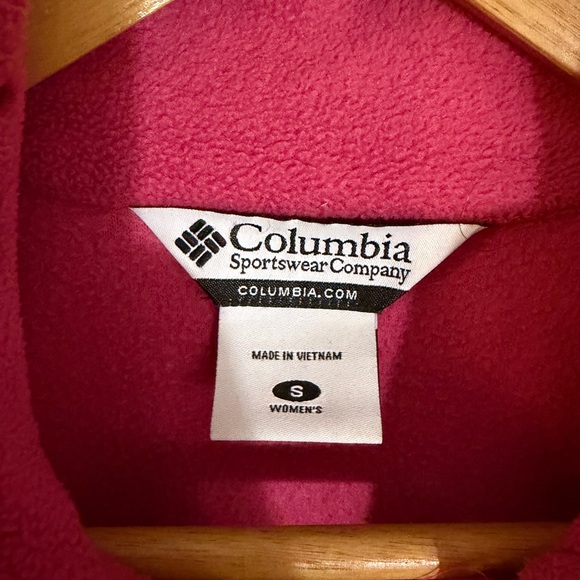 Columbia
Sportswear Company
COLUMBIA.COM
MADE IN VIETNAM
S
WOMEN'S